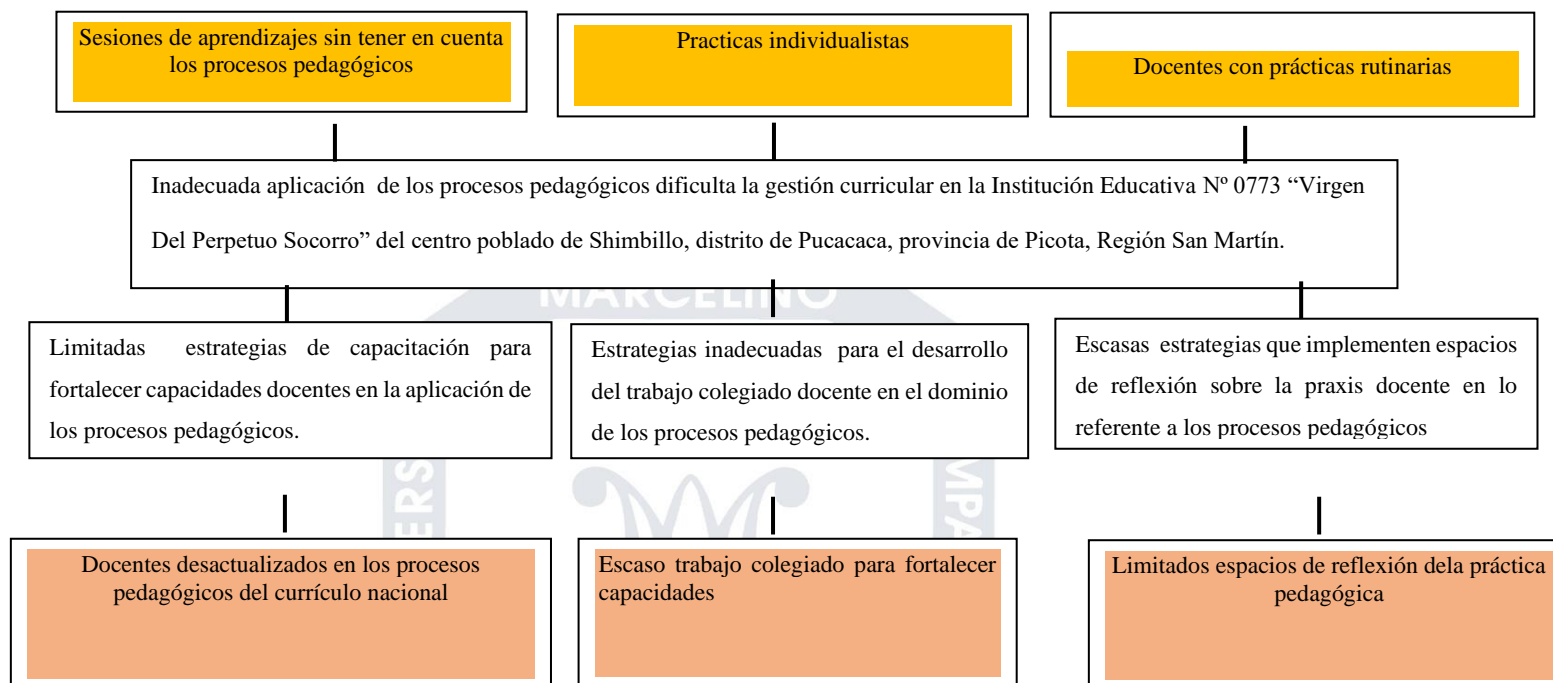 Sesiones de aprendizajes sin tener en cuenta
los procesos pedagógicos
Practicas individualistas
Docentes con prácticas rutinarias
Inadecuada aplicación de los procesos pedagógicos dificulta la gestión curricular en la Institución Educativa Nº 0773 “Virgen
Del Perpetuo Socorro” del centro poblado de Shimbillo, distrito de Pucacaca, provincia de Picota, Región San Martín.
MARCELINO
Limitadas estrategias de capacitación para
fortalecer capacidades docentes en la aplicación de
los procesos pedagógicos.
Estrategias inadecuadas para el desarrollo
del trabajo colegiado docente en el dominio
de los procesos pedagógicos.
Escasas estrategias que implementen espacios
de reflexión sobre la praxis docente en lo
referente a los procesos pedagógicos
ERS
MPA
Docentes desactualizados en los procesos
pedagógicos del currículo nacional
Escaso trabajo colegiado para fortalecer
capacidades
Limitados espacios de reflexión dela práctica
pedagógica